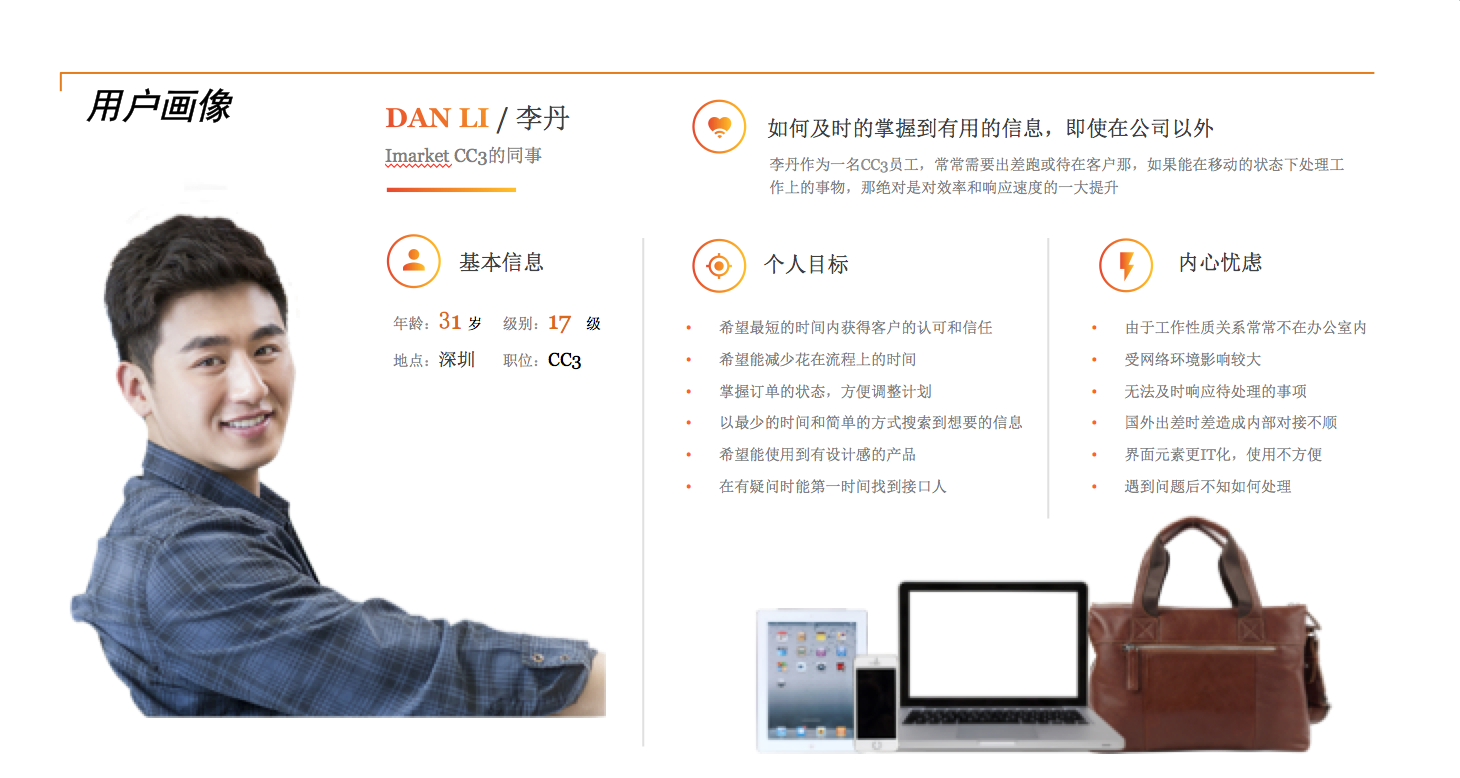 用户画像
DAN LI / 李丹
Imarket CC3的同事
如何及时的掌握到有用的信息，即使在公司以外
李丹作为一名CC3员工，常常需要出差跑或待在客户那，如果能在移动的状态下处理工
作上的事物，那绝对是对效率和响应速度的一大提升
基本信息
年龄：31 岁 级别：17 级
地点：深圳 职位：CC3
个人目标
• 希望最短的时间内获得客户的认可和信任
• 希望能减少花在流程上的时间
• 掌握订单的状态，方便调整计划
• 以最少的时间和简单的方式搜索到想要的信息
• 希望能使用到有设计感的产品
• 在有疑问时能第一时间找到接口人
内心忧虑
• 由于工作性质关系常常不在办公室内
• 受网络环境影响较大
• 无法及时响应待处理的事项
• 国外出差时差造成内部对接不顺
• 界面元素更IT化，使用不方便
• 遇到问题后不知如何处理